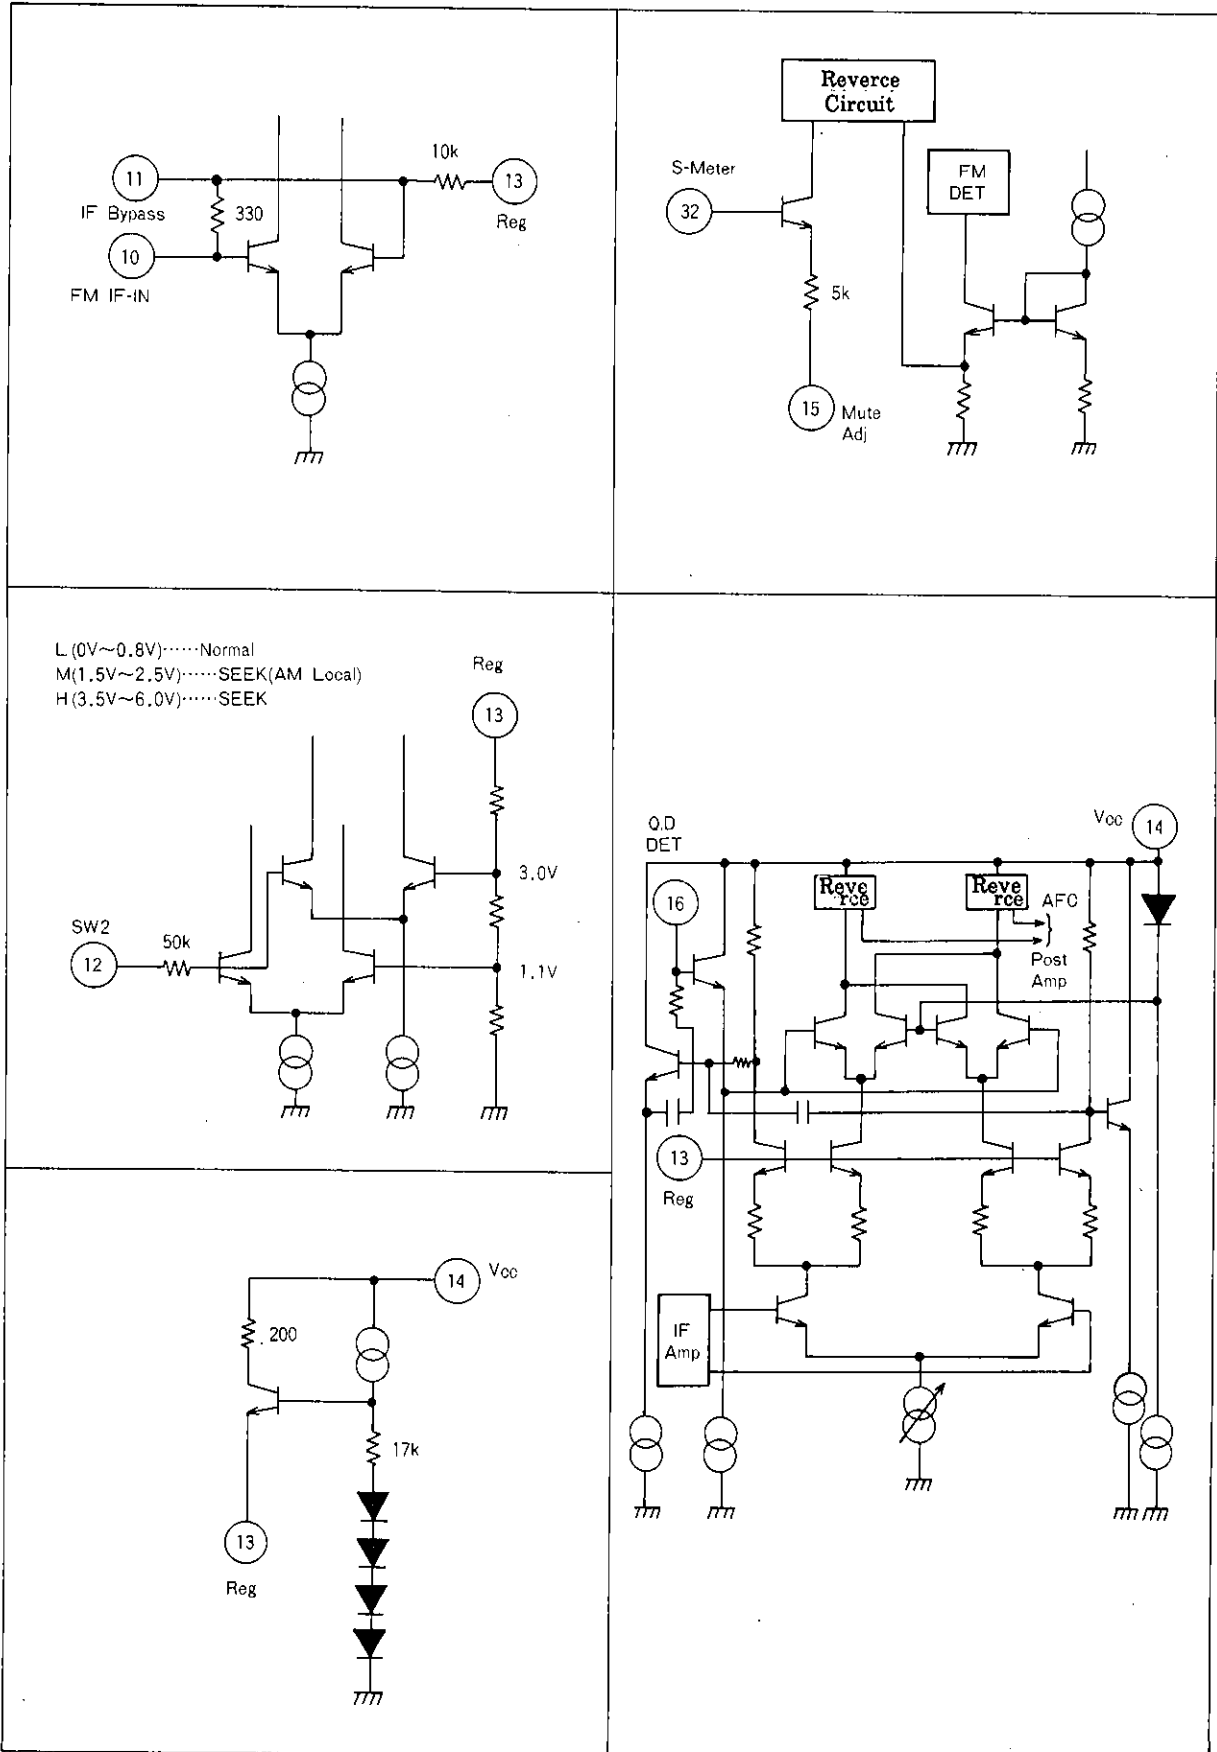 11
IF Bypass
330
10k
13
Reg
10
FM IF-IN
Reverce
Circuit
S-Meter
32
FM
DET
5k
15
Mute
Adj
L (0V～0.8V)……Normal
M(1.5V～2.5V)……SEEK(AM Local)
H(3.5V～6.0V)……SEEK
Reg
13
3.0V
SW2
12
50k
1.1V
14
Vcc
200
17k
13
Reg
Q.D
DET
Vcc
14
16
Reve
rce
Reve
rce
AFC
Post
Amp
13
Reg
IF
Amp